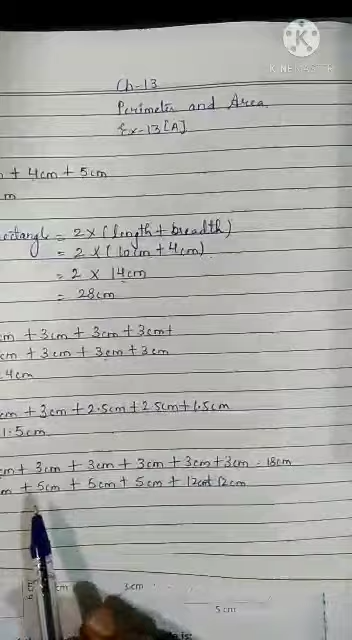 KINEMASTER
Ch-13
Perimeter and Area
Ex-13[A]
+ 4cm + 5cm
m
= 2 × (length + breadth)
= 2 × (10cm + 4cm)
= 2 × 14cm
= 28cm
cm + 3cm + 3cm + 3cm +
cm + 3cm + 3cm + 3cm
4cm
cm + 3cm + 2.5cm + 2.5cm + 1.5cm
1.5cm
cm + 3cm + 3cm + 3cm + 3cm + 3cm = 18cm
m + 5cm + 5cm + 5cm + 12cm + 12cm
cm 3cm
5cm